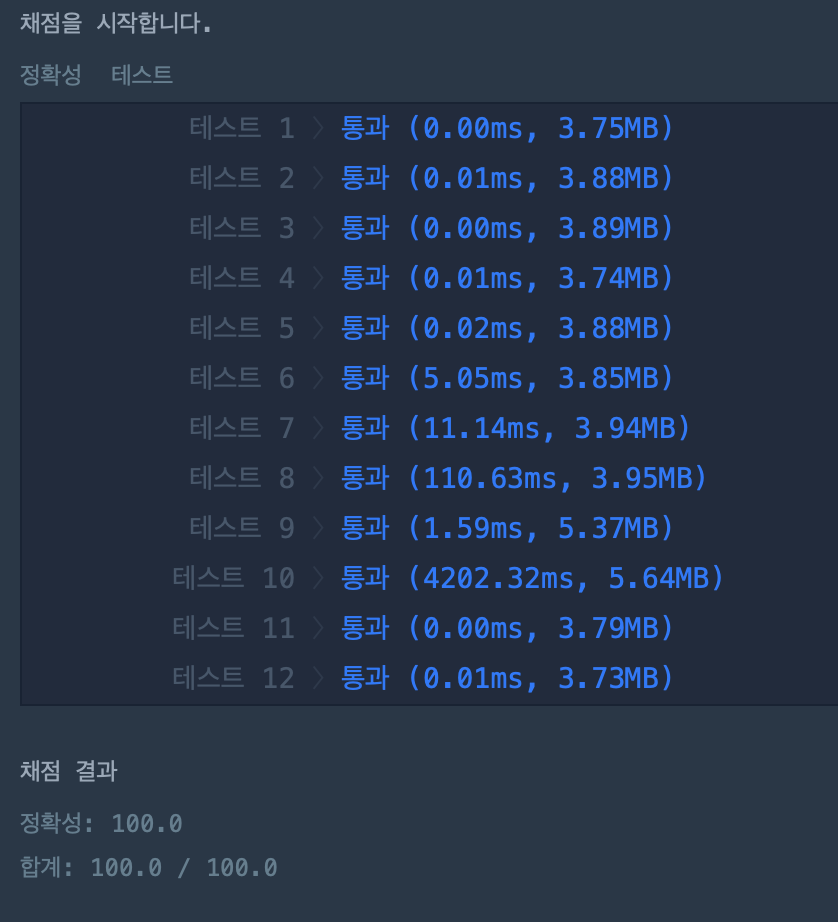 채점을 시작합니다.
정확성 테스트
테스트 1 〉 통과 (0.00ms, 3.75MB)
테스트 2 〉 통과 (0.01ms, 3.88MB)
테스트 3 〉 통과 (0.00ms, 3.89MB)
테스트 4 〉 통과 (0.01ms, 3.74MB)
테스트 5 〉 통과 (0.02ms, 3.88MB)
테스트 6 〉 통과 (5.05ms, 3.85MB)
테스트 7 〉 통과 (11.14ms, 3.94MB)
테스트 8 〉 통과 (110.63ms, 3.95MB)
테스트 9 〉 통과 (1.59ms, 5.37MB)
테스트 10 〉 통과 (4202.32ms, 5.64MB)
테스트 11 〉 통과 (0.00ms, 3.79MB)
테스트 12 〉 통과 (0.01ms, 3.73MB)
채점 결과
정확성: 100.0
합계: 100.0 / 100.0